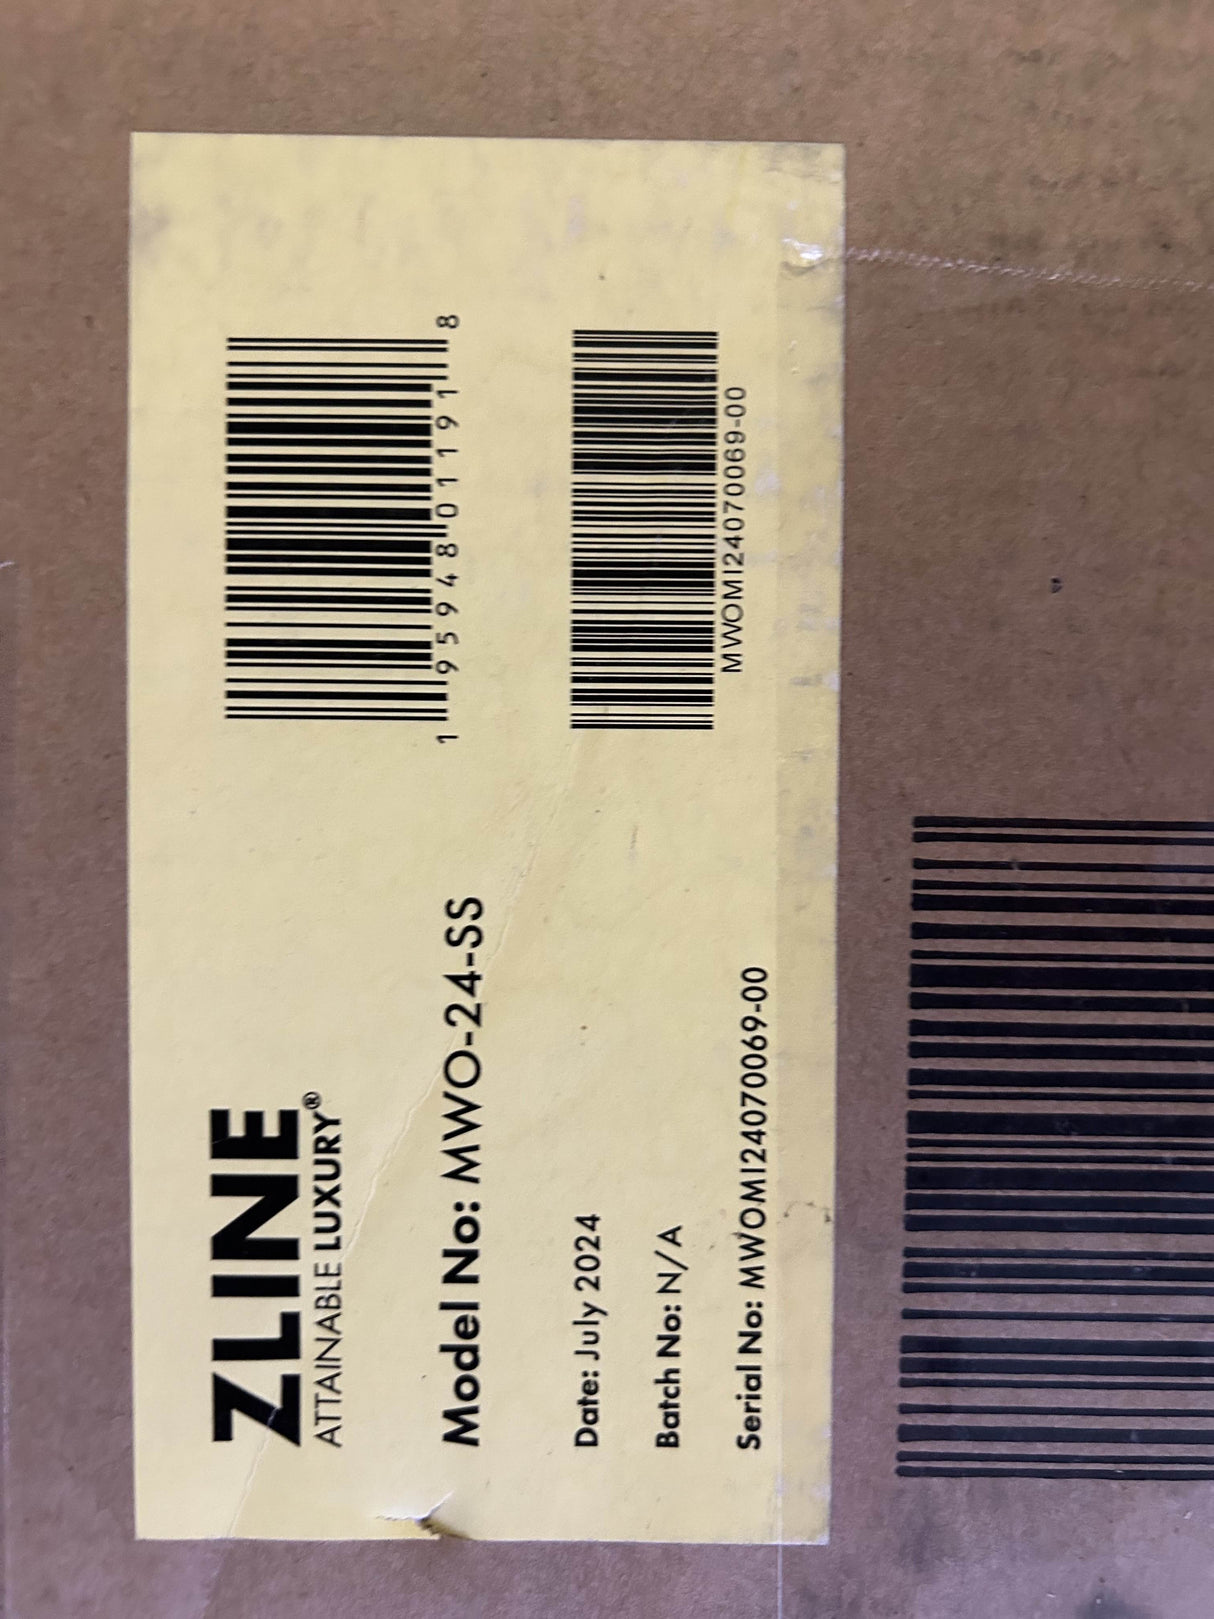 ZLINE
ATTAINABLE LUXURY®
Model No: MWO-24-SS
Date: July 2024
Batch No: N/A
Serial No: MWOMI24070069-00
1 95948 01191 8
MWOMI24070069-00